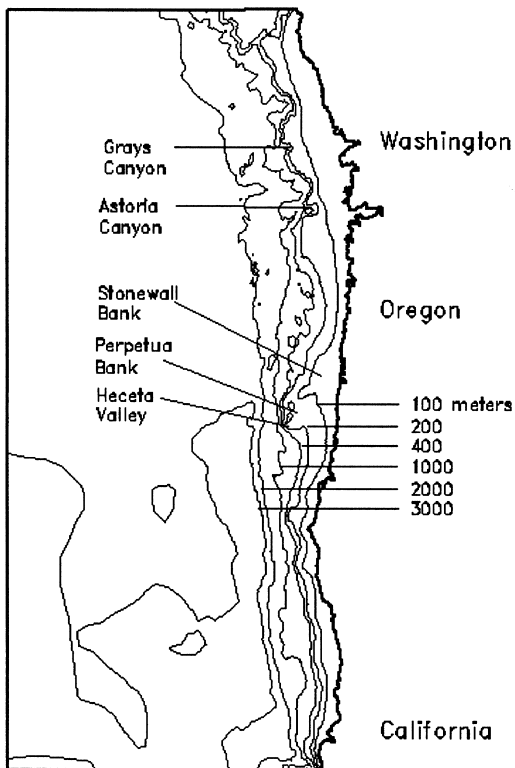 Washington
Grays
Canyon
Astoria
Canyon
Stonewall
Bank
Oregon
Perpetua
Bank
Heceta
Valley
100 meters
200
400
1000
2000
3000
California